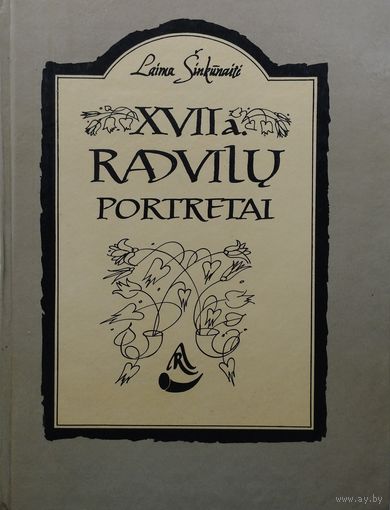 Laima Šinkūnaitė
XVII a.
RADVILŲ
PORTRETAI
www.ay.by